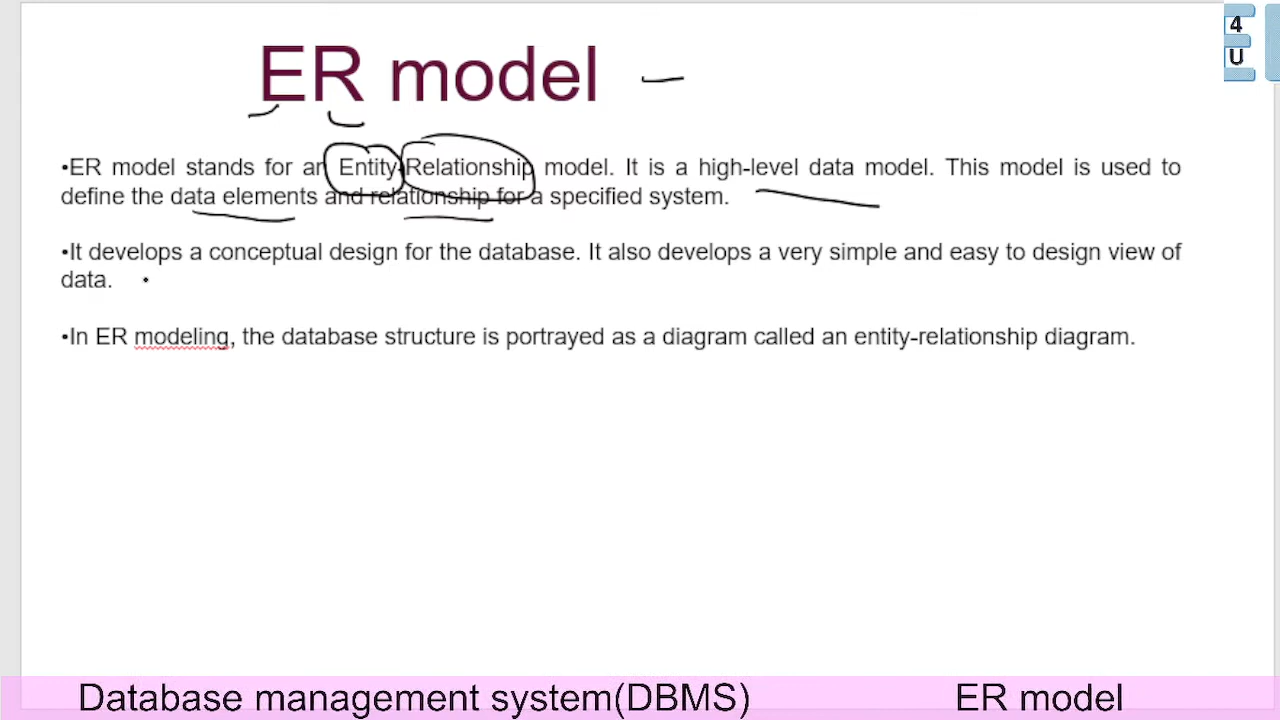 4
U
ER model
•ER model stands for an Entity-Relationship model. It is a high-level data model. This model is used to
define the data elements and relationship for a specified system.
•It develops a conceptual design for the database. It also develops a very simple and easy to design view of
data.
•In ER modeling, the database structure is portrayed as a diagram called an entity-relationship diagram.
Database management system(DBMS) ER model